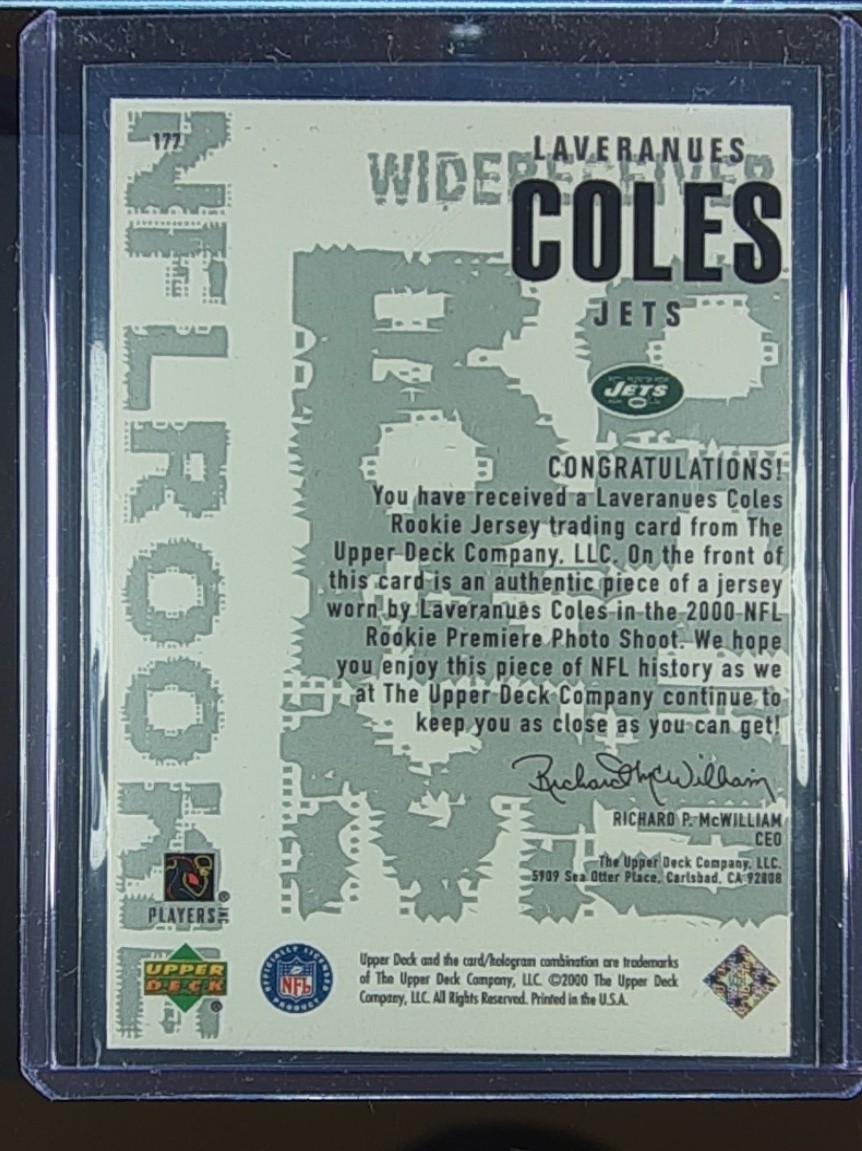 177
LAVERANUES
WIDERECEIVER
COLES
JETS
JETS
NFLROOKIE
CONGRATULATIONS!
You have received a Laveranues Coles
Rookie Jersey trading card from The
Upper Deck Company, LLC. On the front of
this card is an authentic piece of a jersey
worn by Laveranues Coles in the 2000 NFL
Rookie Premiere Photo Shoot. We hope
you enjoy this piece of NFL history as we
at The Upper Deck Company continue to
keep you as close as you can get!
Richard P. McWilliam
RICHARD P. McWILLIAM
CEO
The Upper Deck Company, LLC.
5909 Sea Otter Place, Carlsbad, CA 92008
PLAYERS INC
UPPER
DECK
®
OFFICIALLY LICENSED
NFL
PRODUCT
Upper Deck and the card/hologram combination are trademarks
of The Upper Deck Company, LLC. ©2000 The Upper Deck
Company, LLC. All Rights Reserved. Printed in the U.S.A.